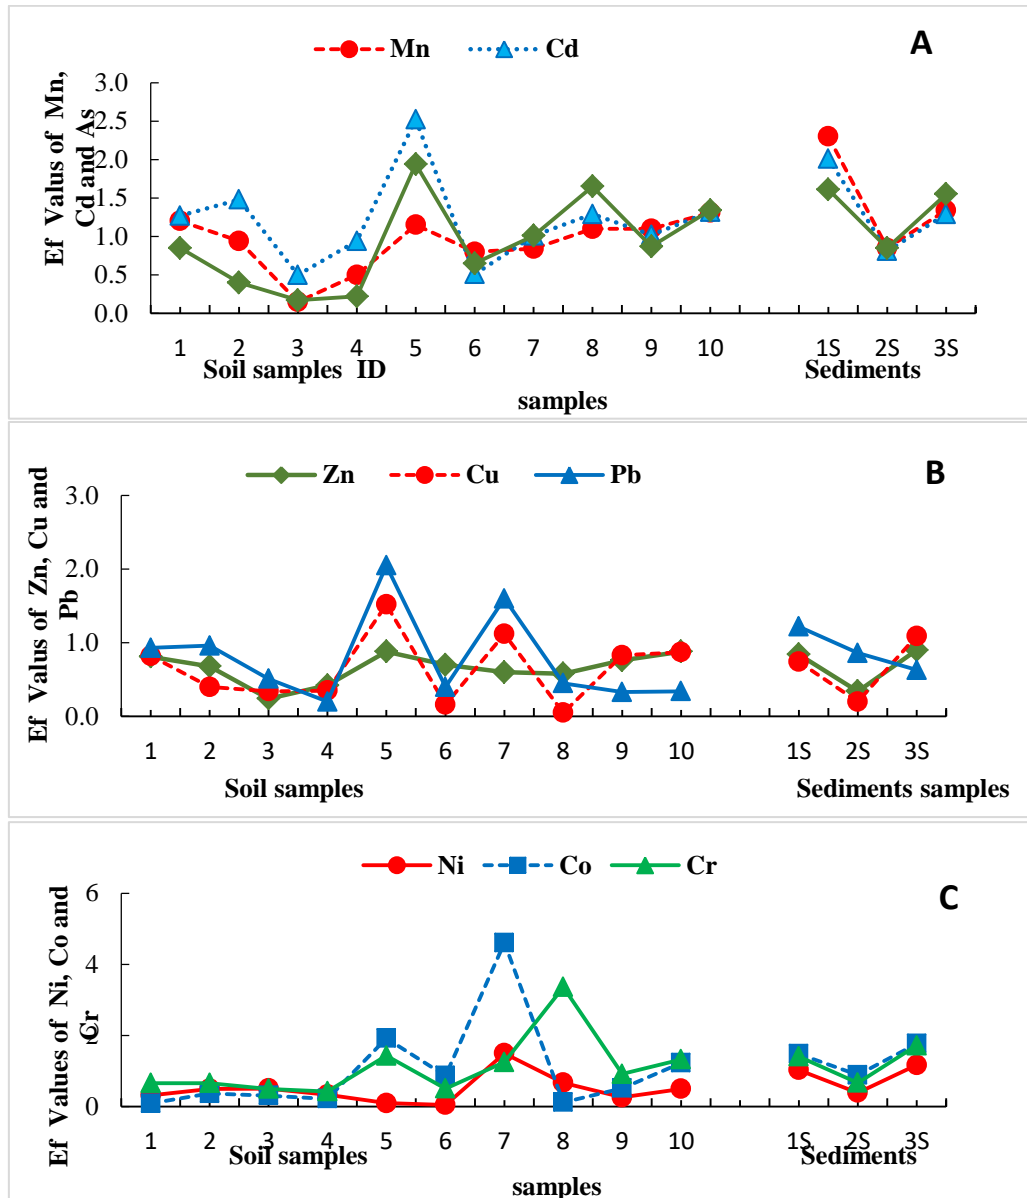 A
Mn Cd
Ef Valus of Mn,
Cd and As
3.0
2.5
2.0
1.5
1.0
0.5
0.0
1 2 3 4 5 6 7 8 9 10 1S 2S 3S
Soil samples ID Sediments
samples
B
Zn Cu Pb
Ef Valus of Zn, Cu and
Pb
3.0
2.0
1.0
0.0
1 2 3 4 5 6 7 8 9 10 1S 2S 3S
Soil samples Sediments samples
Ni Co Cr
C
Ef Values of Ni, Co and
Cr
6
4
2
0
1 2 3 4 5 6 7 8 9 10 1S 2S 3S
Soil samples Sediments
samples